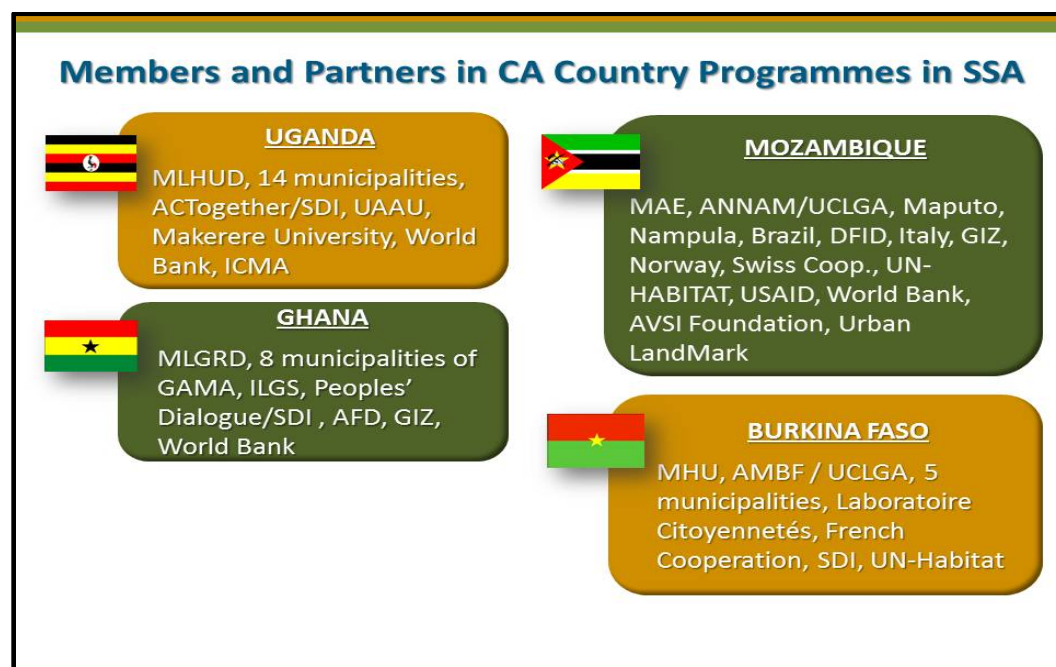 Members and Partners in CA Country Programmes in SSA
UGANDA
MLHUD, 14 municipalities,
ACTogether/SDI, UAAU,
Makerere University, World
Bank, ICMA
GHANA
MLGRD, 8 municipalities of
GAMA, ILGS, Peoples’
Dialogue/SDI , AFD, GIZ,
World Bank
MOZAMBIQUE
MAE, ANNAM/UCLGA, Maputo,
Nampula, Brazil, DFID, Italy, GIZ,
Norway, Swiss Coop., UN-
HABITAT, USAID, World Bank,
AVSI Foundation, Urban
LandMark
BURKINA FASO
MHU, AMBF / UCLGA, 5
municipalities, Laboratoire
Citoyennetés, French
Cooperation, SDI, UN-Habitat